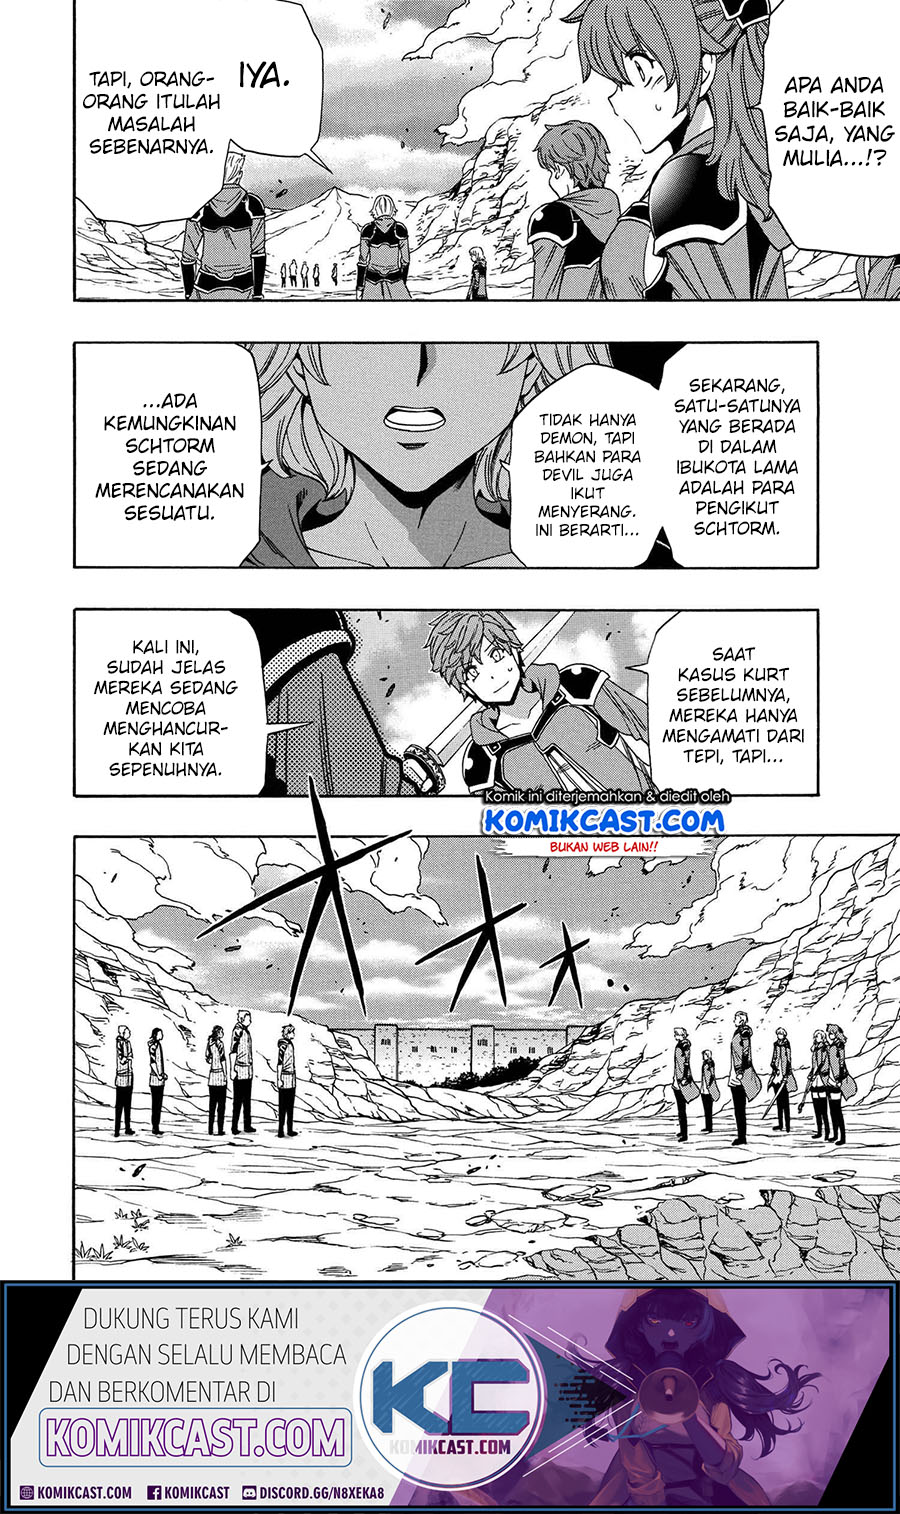 APA ANDA
BAIK-BAIK
SAJA, YANG
MULIA...!?
IYA.
TAPI, ORANG-
ORANG ITULAH
MASALAH
SEBENARNYA.
SEKARANG,
SATU-SATUNYA
YANG BERADA
DI DALAM
IBUKOTA LAMA
ADALAH PARA
PENGIKUT
SCHTORM.
TIDAK HANYA
DEMON, TAPI
BAHKAN PARA
DEVIL JUGA
IKUT
MENYERANG.
INI BERARTI...
...ADA
KEMUNGKINAN
SCHTORM
SEDANG
MERENCANAKAN
SESUATU.
SAAT
KASUS KURT
SEBELUMNYA,
MEREKA HANYA
MENGAMATI DARI
TEPI, TAPI...
KALI INI,
SUDAH JELAS
MEREKA SEDANG
MENCOBA
MENGHANCUR-
KAN KITA
SEPENUHNYA.
Komik ini diterjemahkan & diedit oleh
KOMIKCAST.COM
BUKAN WEB LAIN!!
DUKUNG TERUS KAMI
DENGAN SELALU MEMBACA
DAN BERKOMENTAR DI
KOMIKCAST.COM
KC
KOMIKCAST.COM
KOMIKCAST.COM
KOMIKCAST
DISCORD.GG/N8XEKA8